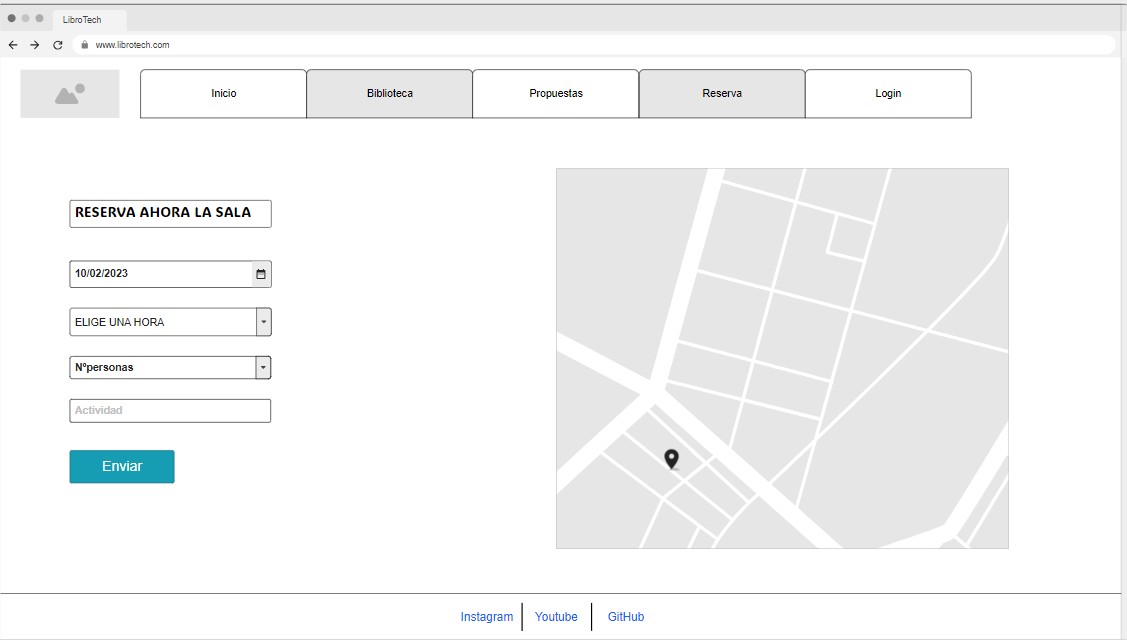 LibroTech
www.librotech.com
Inicio
Biblioteca
Propuestas
Reserva
Login
RESERVA AHORA LA SALA
10/02/2023
ELIGE UNA HORA
Nºpersonas
Actividad
Enviar
Instagram
Youtube
GitHub